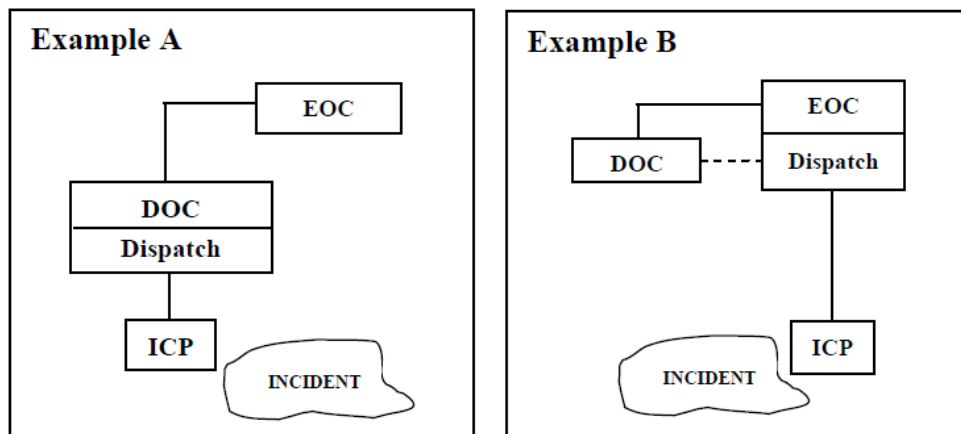 Example A
EOC
DOC
Dispatch
ICP
INCIDENT
Example B
EOC
DOC
Dispatch
ICP
INCIDENT